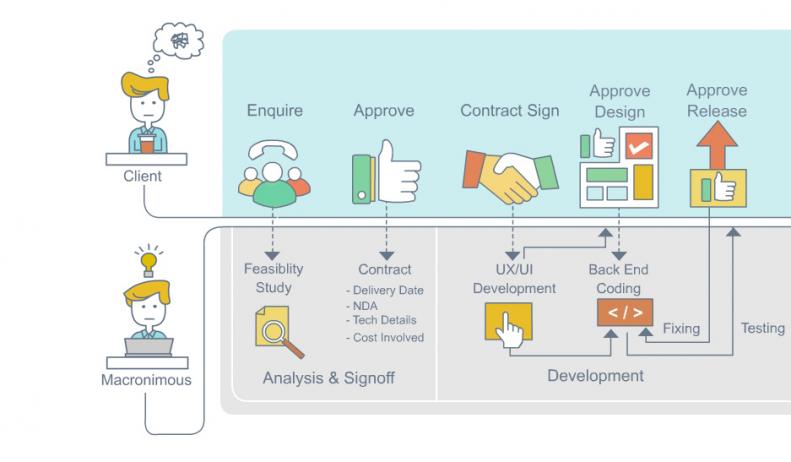 Enquire
Approve
Contract Sign
Approve
Design
Approve
Release
Client
Feasiblity
Study
Contract
- Delivery Date
- NDA
- Tech Details
- Cost Involved
UX/UI
Development
Back End
Coding
< / >
Fixing
Testing
Macronimous
Analysis & Signoff
Development